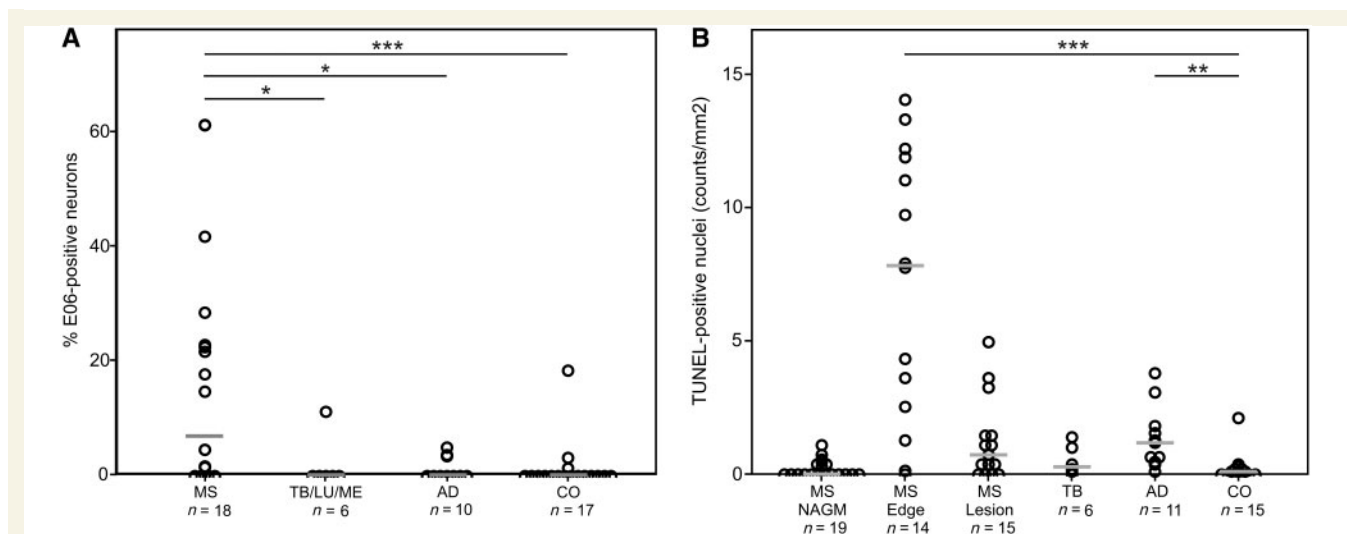 A
% E06-positive neurons
60
40
20
0
***
*
*
MS
n = 18
TB/LU/ME
n = 6
AD
n = 10
CO
n = 17
B
TUNEL-positive nuclei (counts/mm2)
15
10
5
0
***
**
MS
NAGM
n = 19
MS
Edge
n = 14
MS
Lesion
n = 15
TB
n = 6
AD
n = 11
CO
n = 15